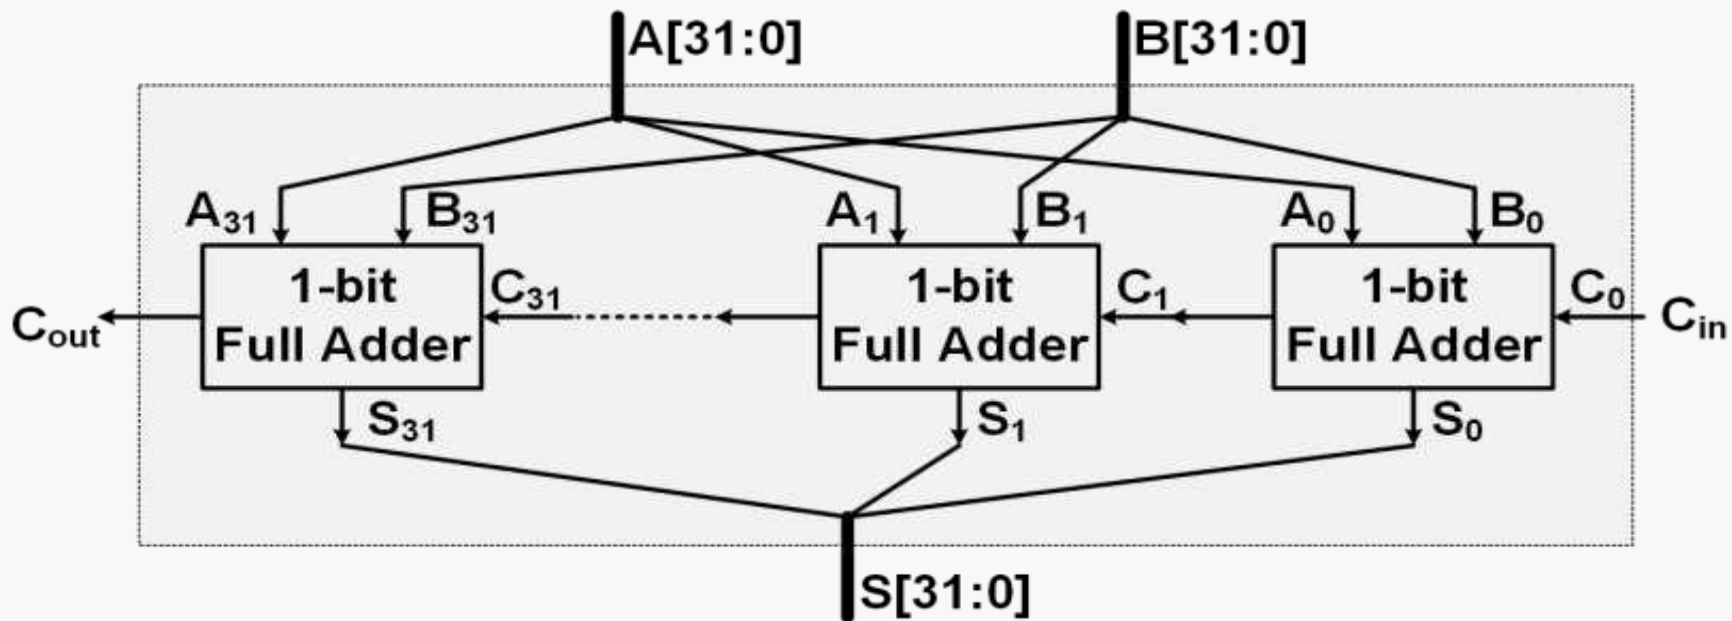 A[31:0]
B[31:0]
A₃₁
B₃₁
A₁
B₁
A₀
B₀
1-bit
Full Adder
C₃₁
1-bit
Full Adder
C₁
1-bit
Full Adder
C₀
Cout
Cin
S₃₁
S₁
S₀
S[31:0]